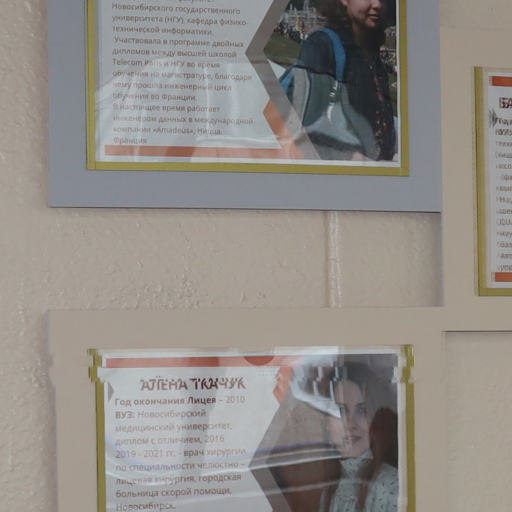 Новосибирского государственного
университета (НГУ), кафедра физико-
технической информатики.
Участвовала в программе двойных
дипломов между высшей школой
Telecom Paris и НГУ во время
обучения на магистратуре, благодаря
чему прошла инженерный цикл
обучения во Франции.
В настоящее время работает
инженером данных в международной
компании «Amadeus», Ницца,
Франция
АЛЕНА ТКАЧУК
Год окончания Лицея – 2010
ВУЗ: Новосибирский
медицинский университет,
диплом с отличием, 2016
2019 - 2021 гг. - врач хирургии
по специальности челюстно –
лицевая хирургия, городская
больница скорой помощи,
Новосибирск.